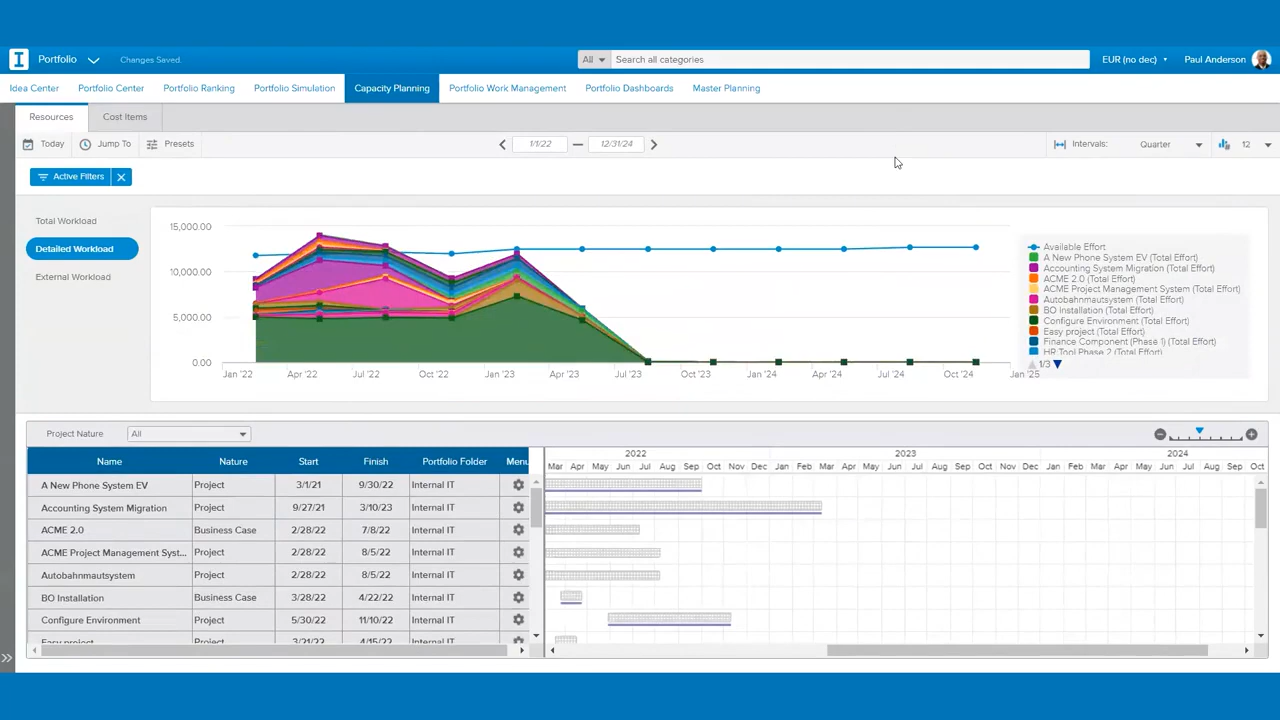 I Portfolio Changes Saved. All Search all categories EUR (no dec) Paul Anderson
Idea Center Portfolio Center Portfolio Ranking Portfolio Simulation Capacity Planning Portfolio Work Management Portfolio Dashboards Master Planning
Resources Cost Items
Today Jump To Presets 1/1/22 12/31/24 Intervals: Quarter 12
Active Filters
Total Workload
Detailed Workload
External Workload
15,000.00
10,000.00
5,000.00
0.00
Jan '22 Apr '22 Jul '22 Oct '22 Jan '23 Apr '23 Jul '23 Oct '23 Jan '24 Apr '24 Jul '24 Oct '24 Jan '25
Available Effort
A New Phone System EV (Total Effort)
Accounting System Migration (Total Effort)
ACME 2.0 (Total Effort)
ACME Project Management System (Total Effort)
Autobahnmautsystem (Total Effort)
BO Installation (Total Effort)
Configure Environment (Total Effort)
Easy project (Total Effort)
Finance Component (Phase 1) (Total Effort)
HR Tool Phase 2 (Total Effort)
1/3
Project Nature All
2022 2023 2024
Name Nature Start Finish Portfolio Folder Menu Mar Apr May Jun Jul Aug Sep Oct Nov Dec Jan Feb Mar Apr May Jun Jul Aug Sep Oct Nov Dec Jan Feb Mar Apr May Jun Jul Aug Sep Oct
A New Phone System EV Project 3/1/21 9/30/22 Internal IT
Accounting System Migration Project 9/27/21 3/10/23 Internal IT
ACME 2.0 Business Case 2/28/22 7/8/22 Internal IT
ACME Project Management Syst... Project 2/28/22 8/5/22 Internal IT
Autobahnmautsystem Project 2/28/22 8/5/22 Internal IT
BO Installation Business Case 3/28/22 4/22/22 Internal IT
Configure Environment Project 5/30/22 11/10/22 Internal IT
Easy project Project 3/21/22 4/15/22 Internal IT